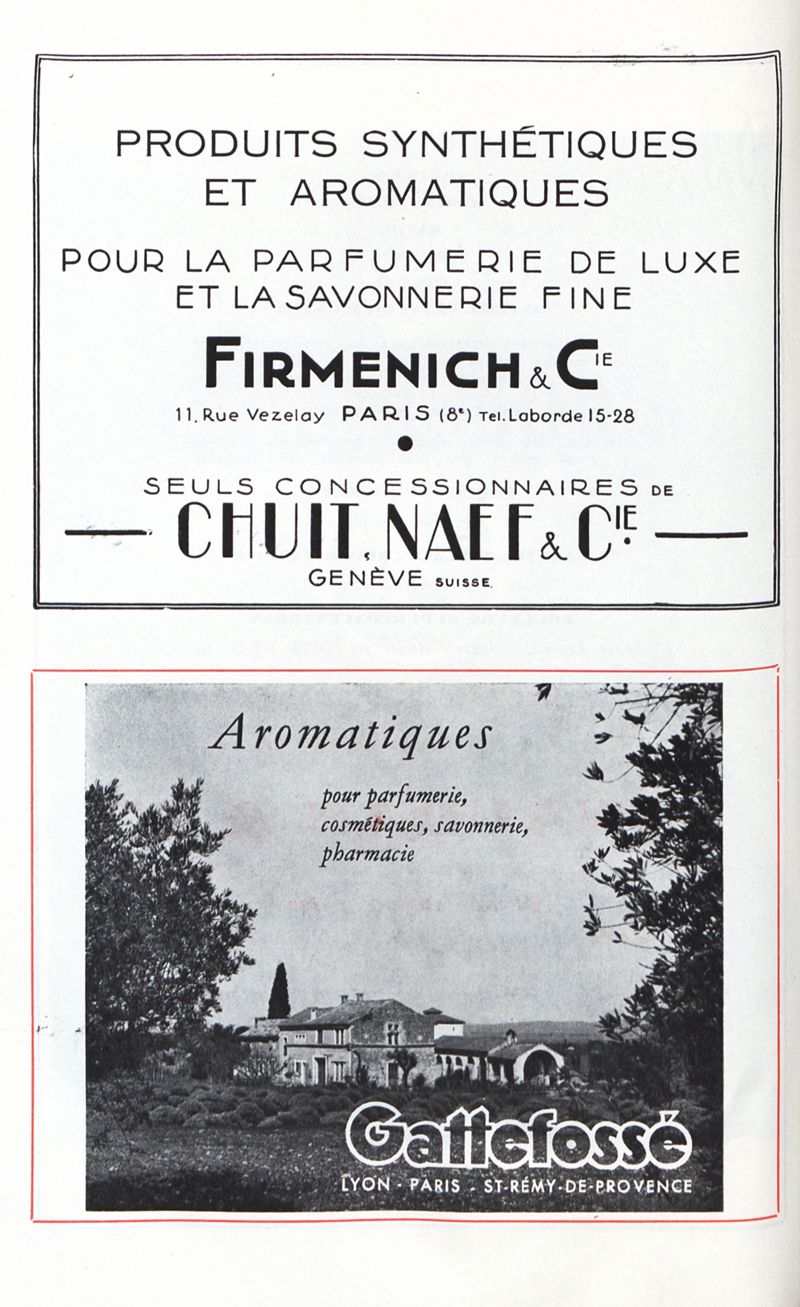 PRODUITS SYNTHÉTIQUES
ET AROMATIQUES
POUR LA PARFUMERIE DE LUXE
ET LA SAVONNERIE FINE
FIRMENICH & CIE
11, Rue Vezelay PARIS (8e) TEL. Laborde 15-28
SEULS CONCESSIONNAIRES DE
CHUIT, NAEF & CIE.
GENÈVE SUISSE.
Aromatiques
pour parfumerie,
cosmétiques, savonnerie,
pharmacie
Gattefossé
LYON - PARIS - ST-RÉMY-DE-PROVENCE